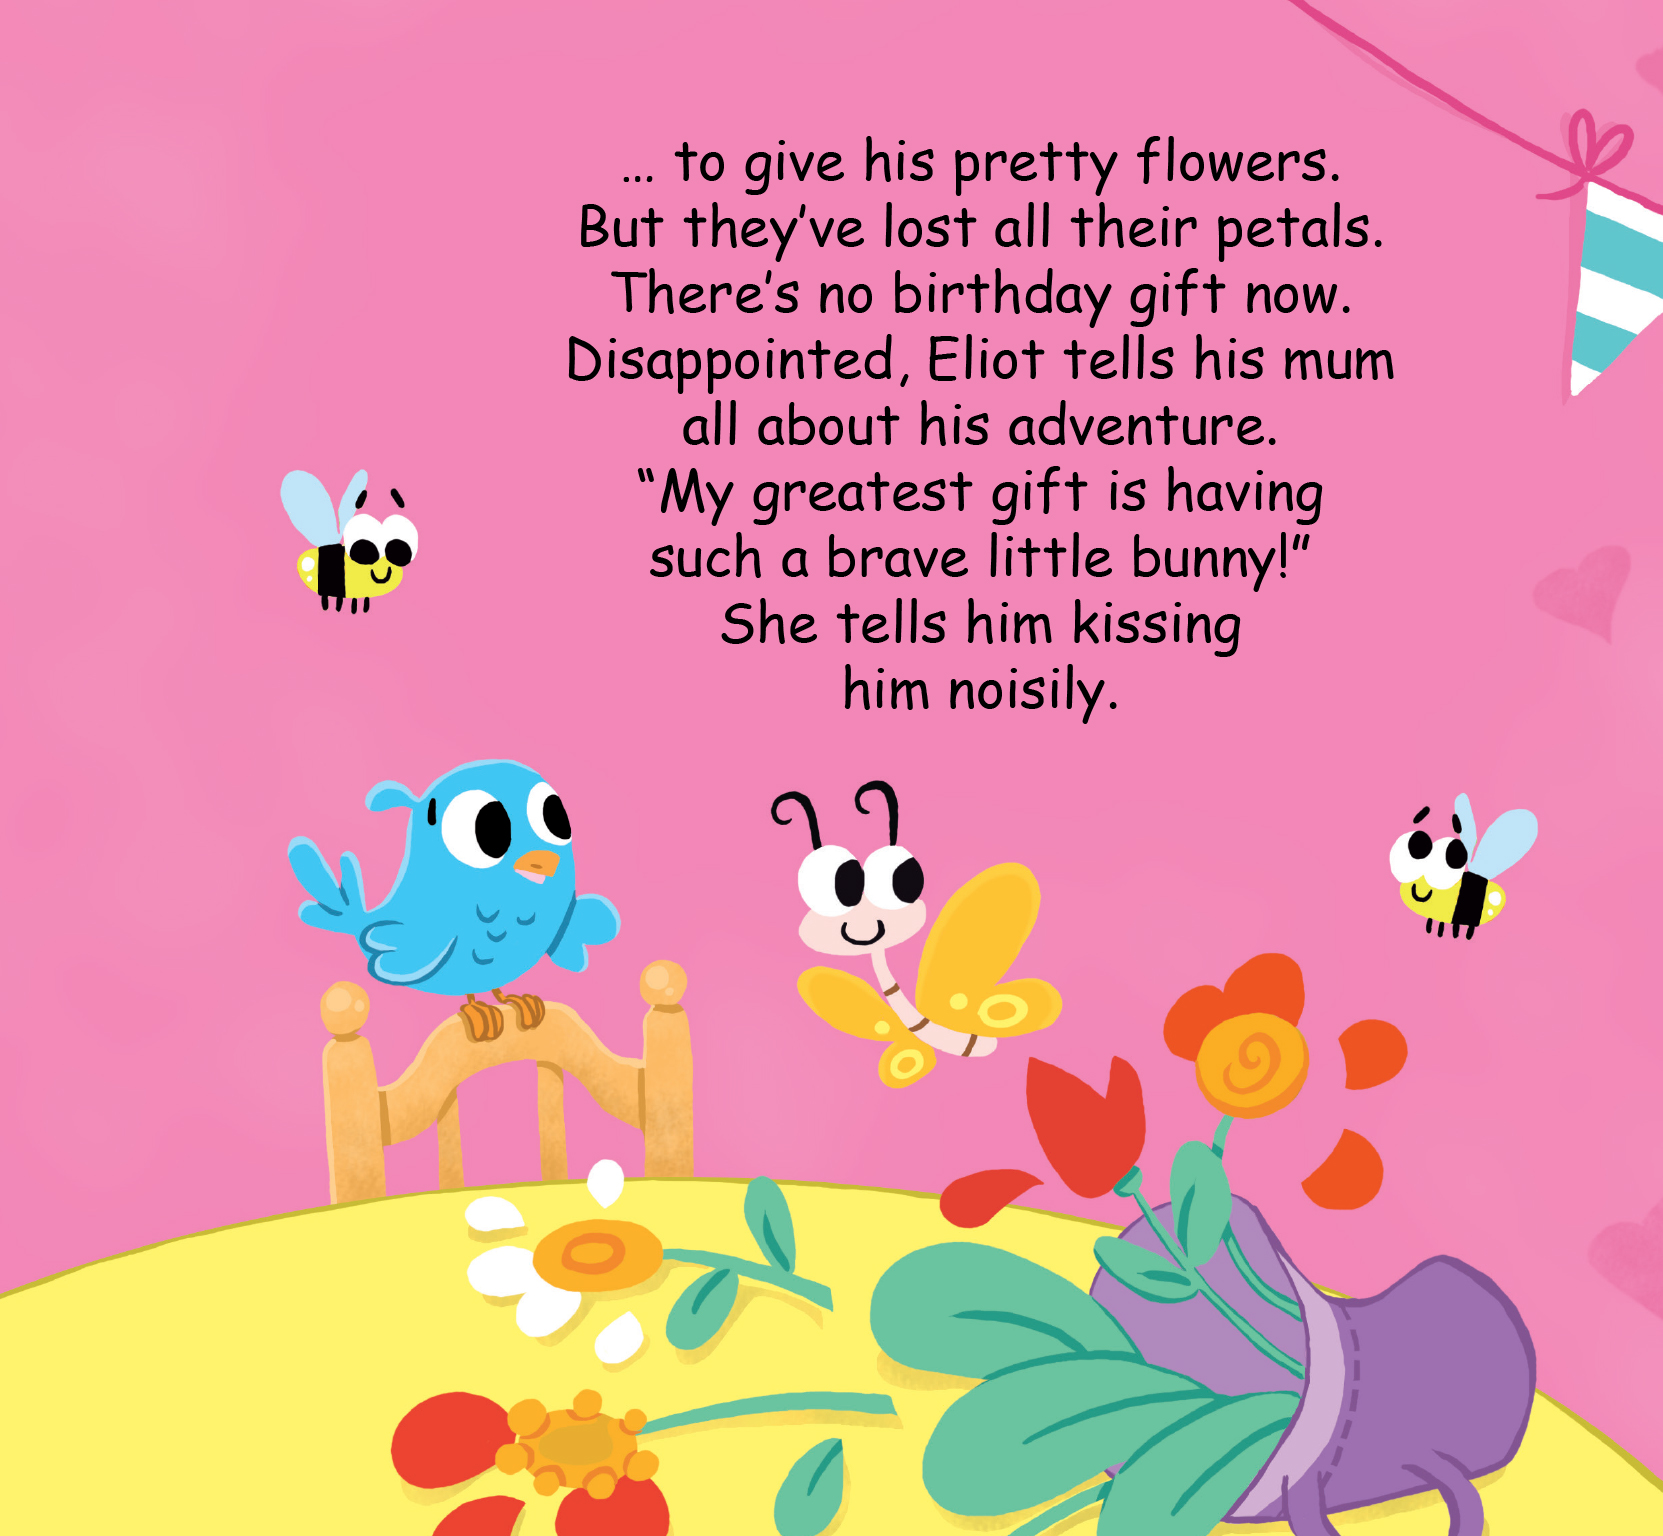 … to give his pretty flowers.
But they’ve lost all their petals.
There’s no birthday gift now.
Disappointed, Eliot tells his mum
all about his adventure.
“My greatest gift is having
such a brave little bunny!”
She tells him kissing
him noisily.